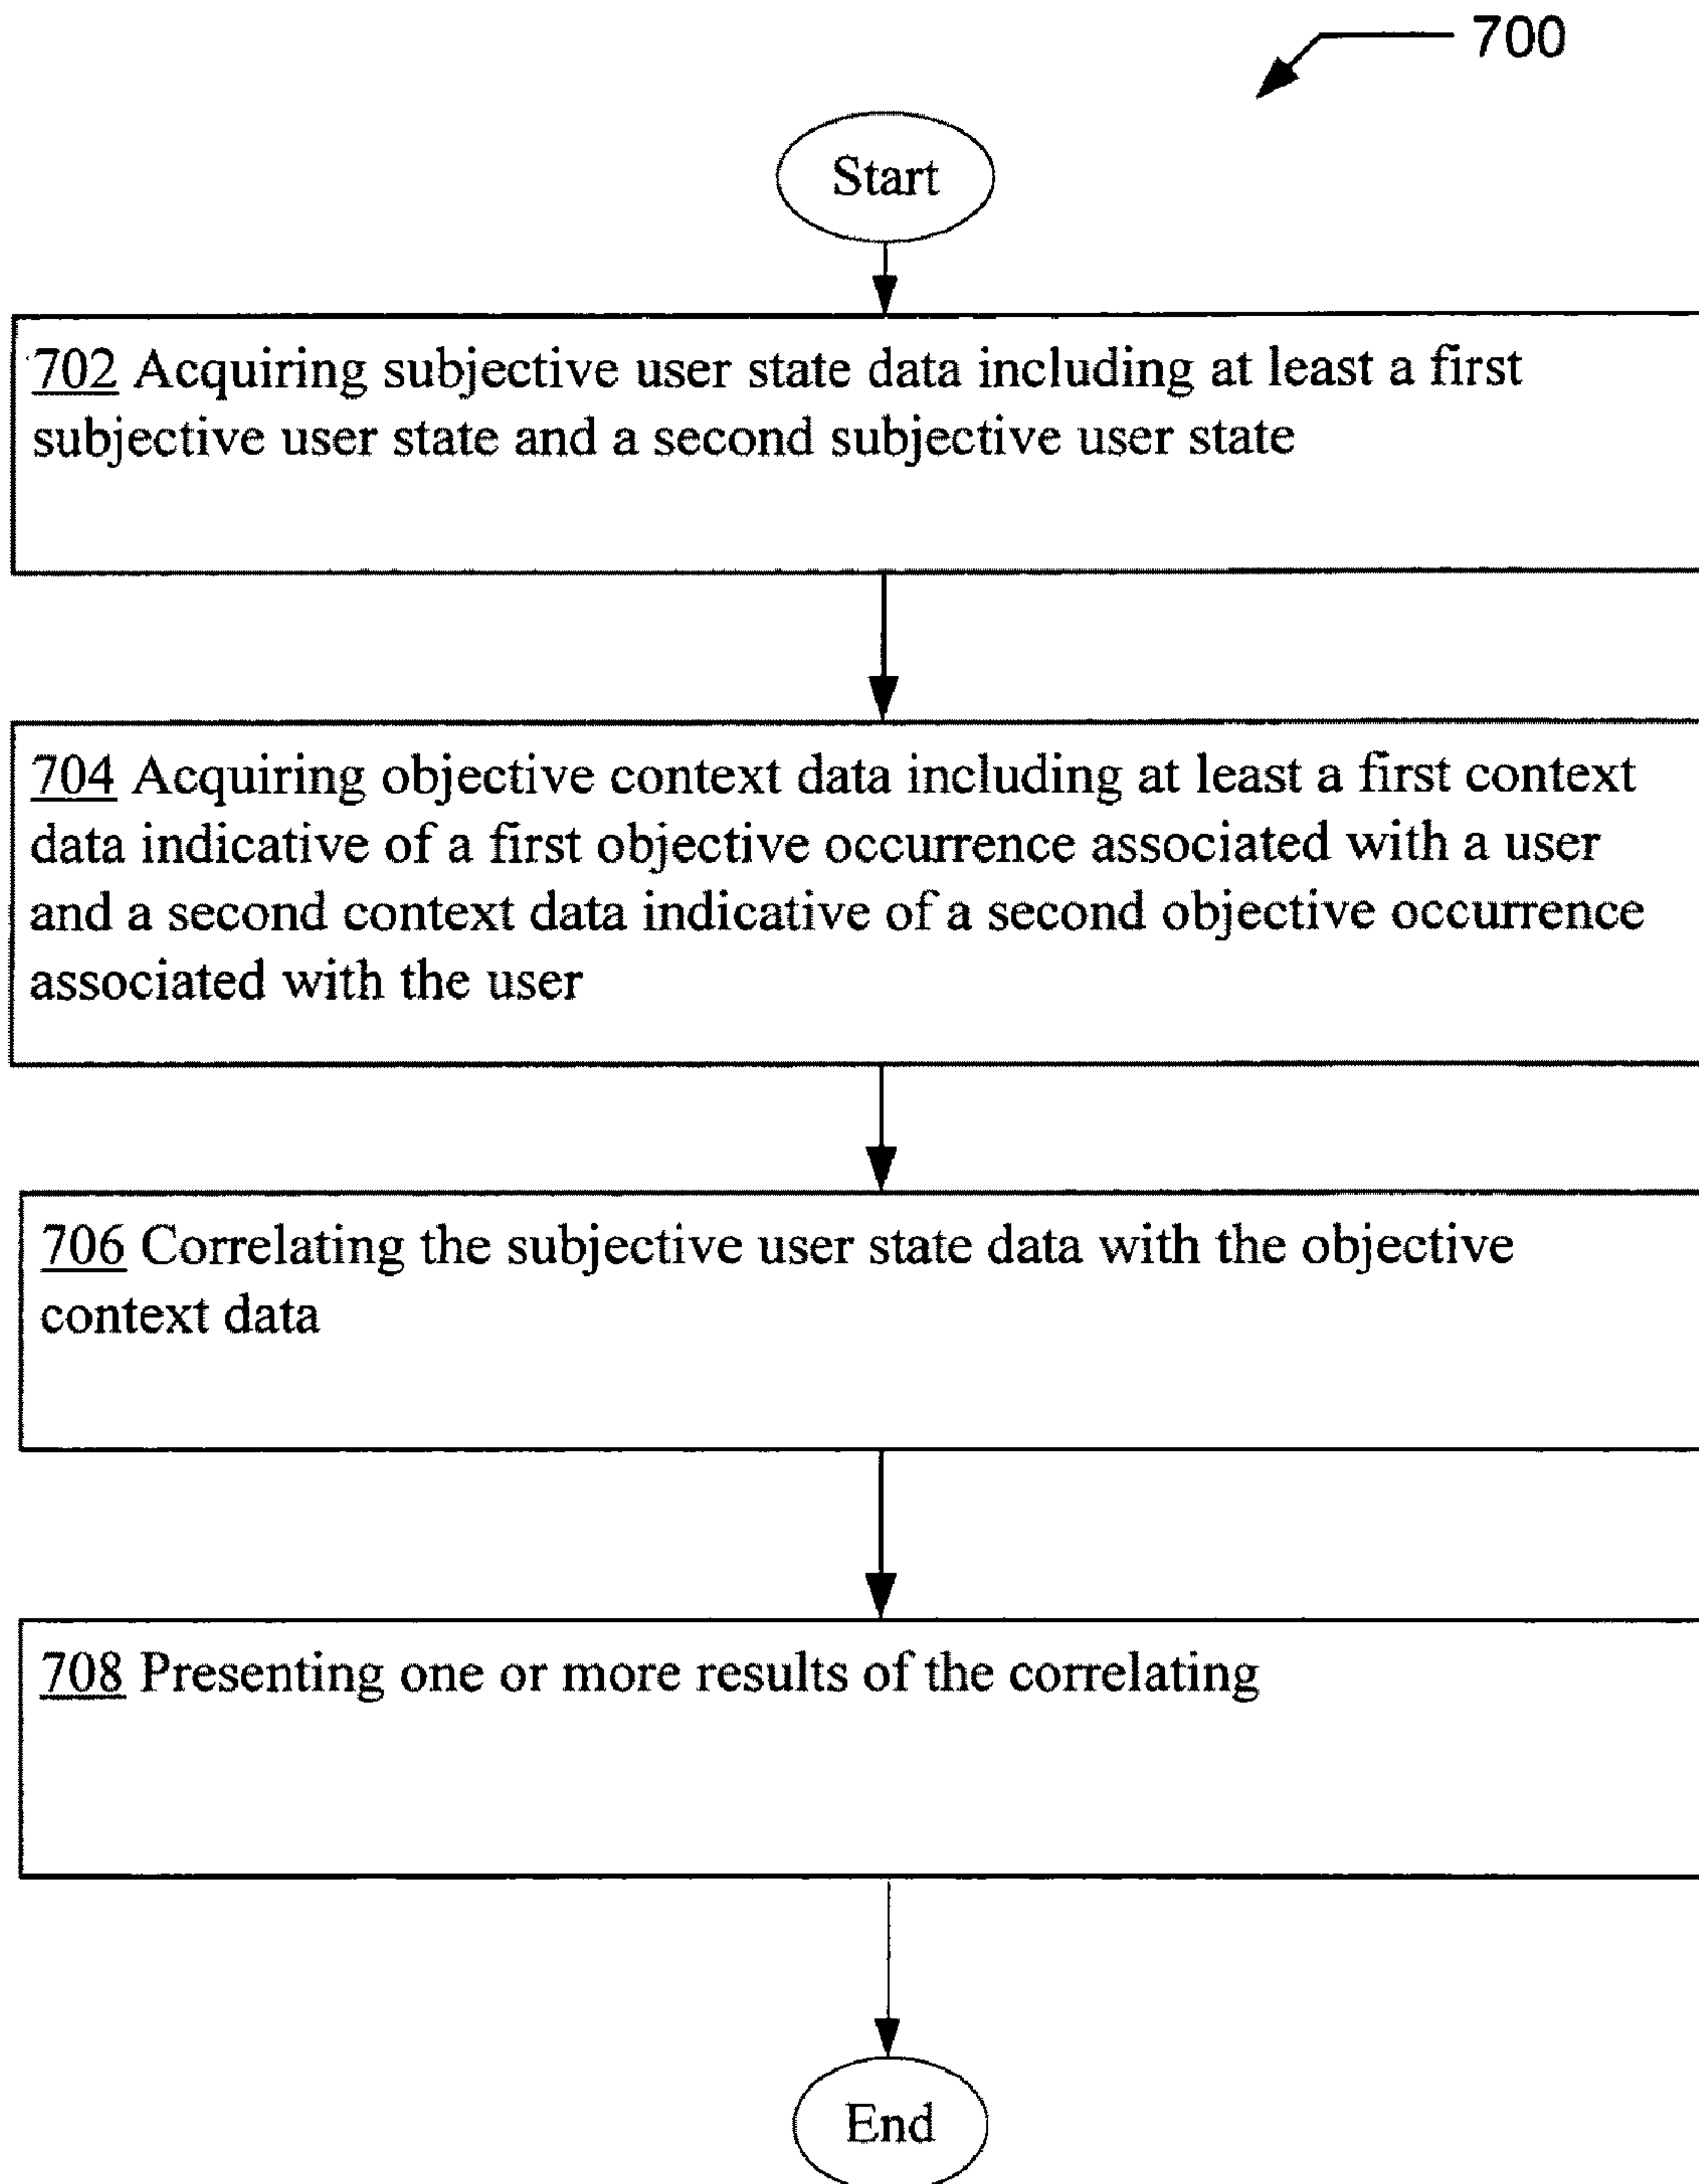 700
Start
702 Acquiring subjective user state data including at least a first
subjective user state and a second subjective user state
704 Acquiring objective context data including at least a first context
data indicative of a first objective occurrence associated with a user
and a second context data indicative of a second objective occurrence
associated with the user
706 Correlating the subjective user state data with the objective
context data
708 Presenting one or more results of the correlating
End